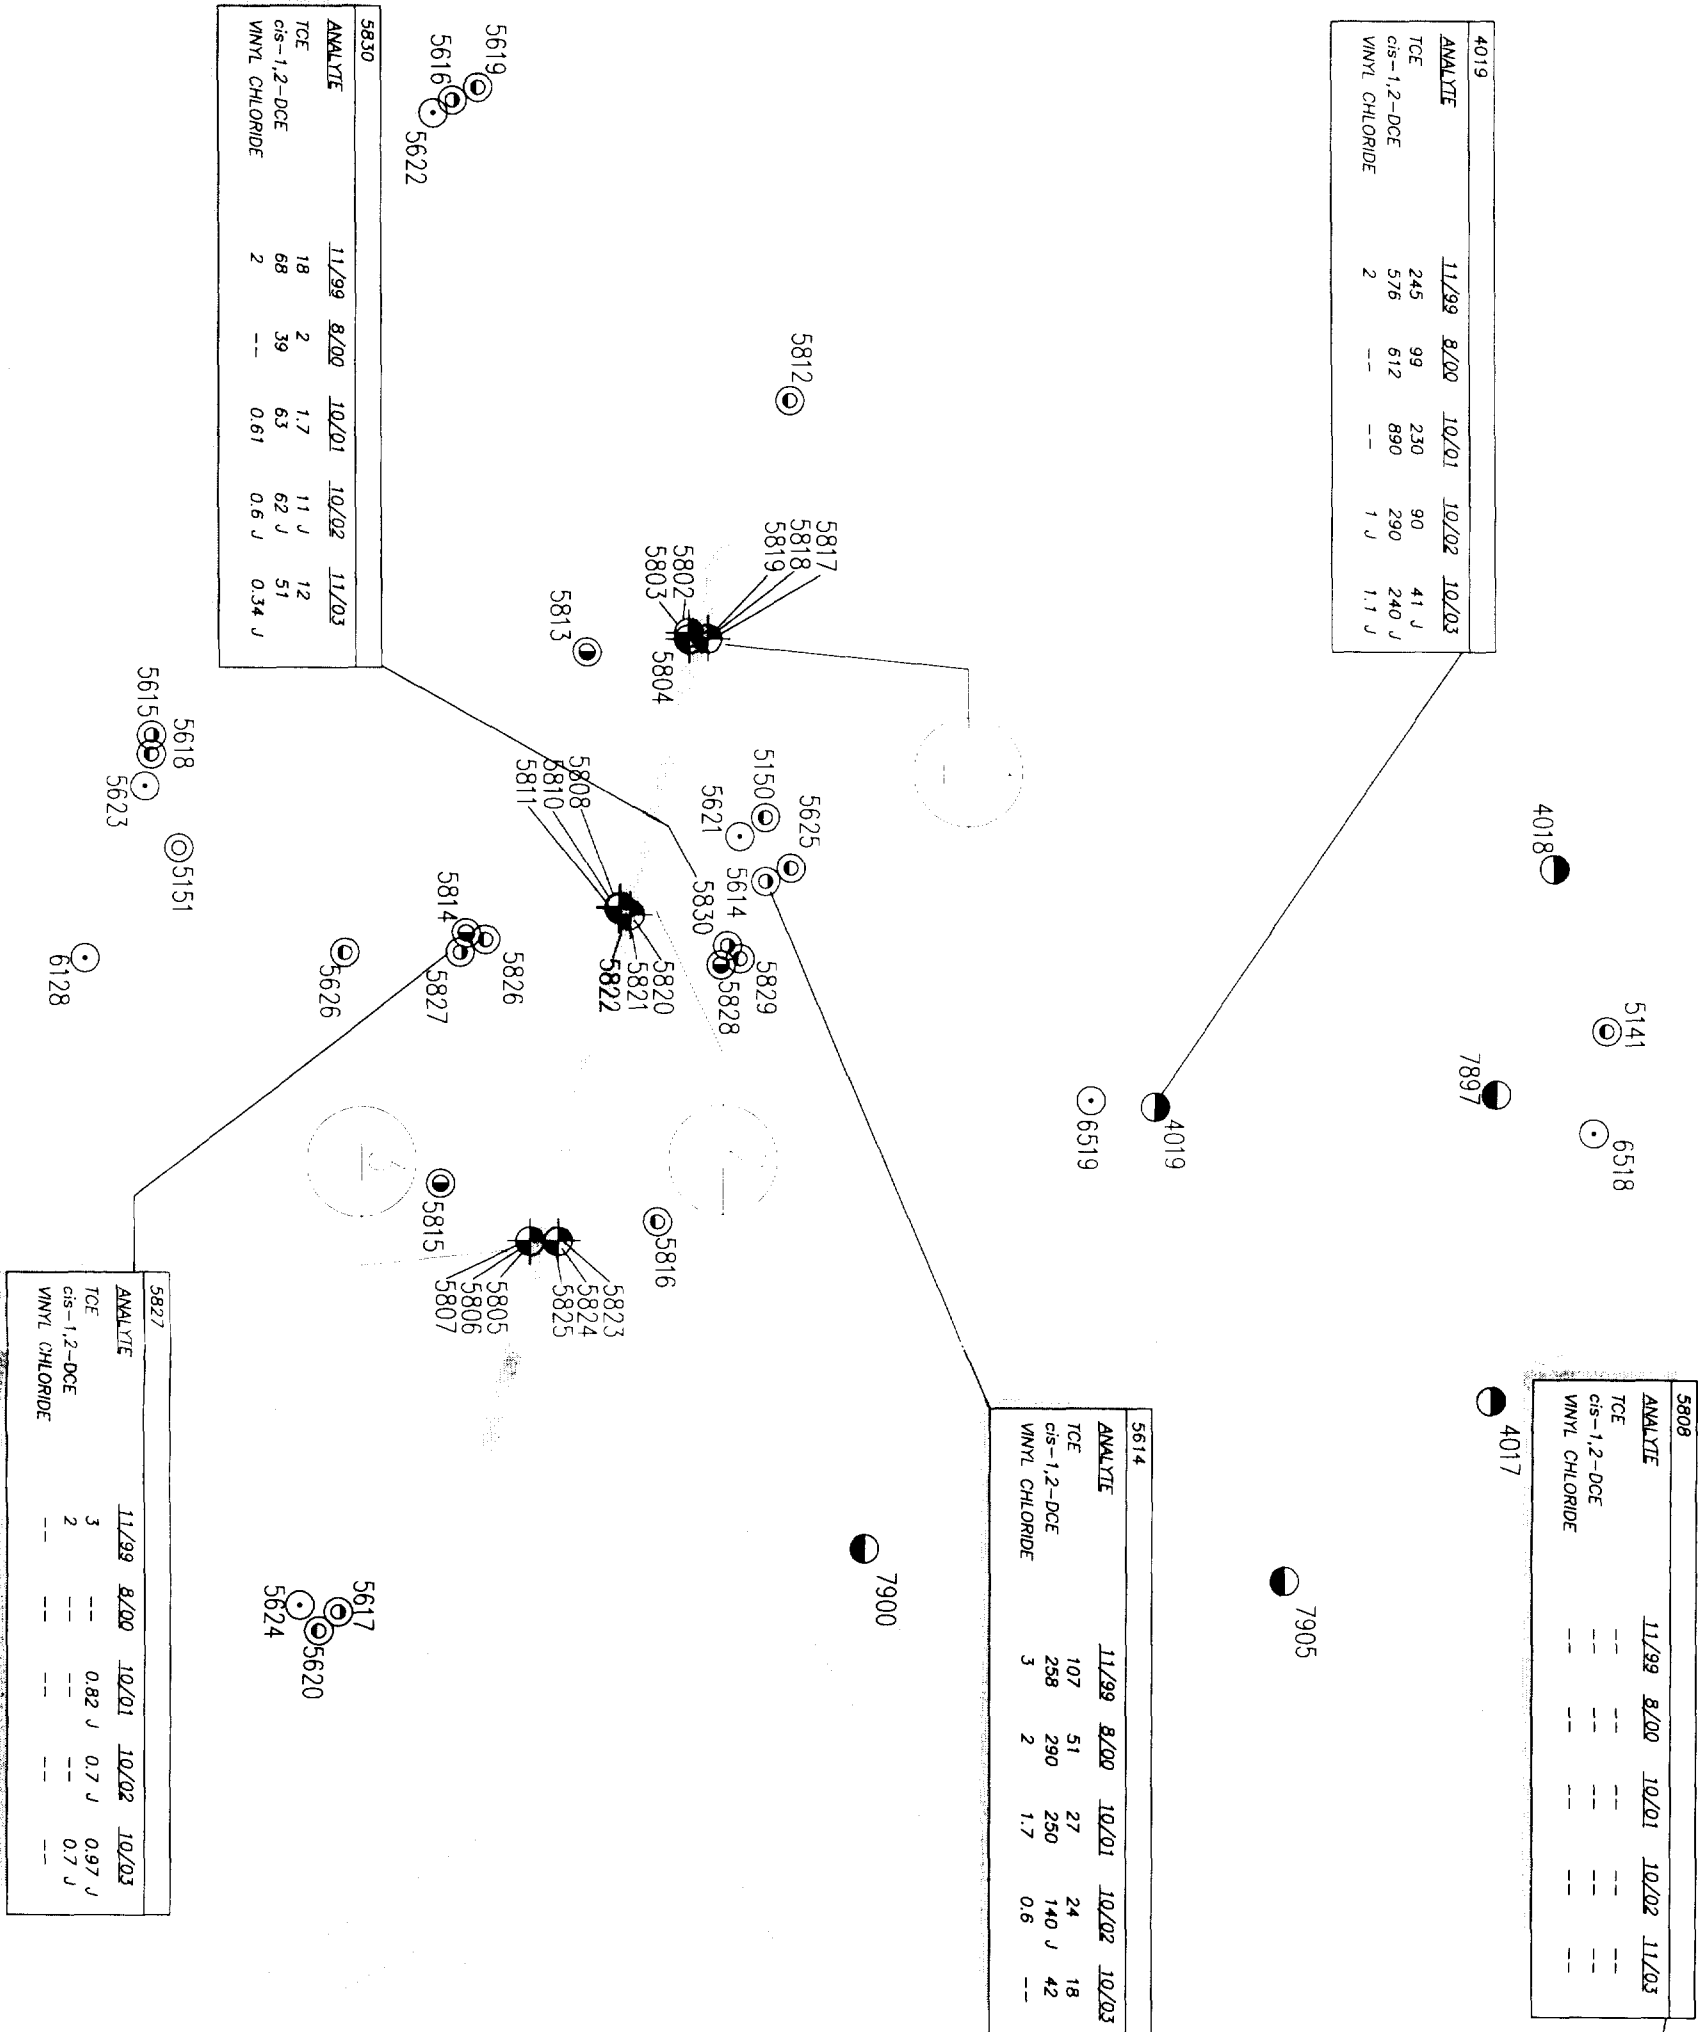 4019
ANALYTE 11/99 8/00 10/01 10/02 10/03
TCE 245 99 230 90 41 J
cis-1,2-DCE 576 612 890 290 240 J
VINYL CHLORIDE 2 -- -- 1 J 1.1 J
5808
ANALYTE 11/99 8/00 10/01 10/02 11/03
TCE -- -- -- -- --
cis-1,2-DCE -- -- -- -- --
VINYL CHLORIDE -- -- -- -- --
5141
6518
4018
7897
4017
7905
4019
6519
5614
ANALYTE 11/99 8/00 10/01 10/02 10/03
TCE 107 51 27 24 18
cis-1,2-DCE 258 290 250 140 J 42
VINYL CHLORIDE 3 2 1.7 0.6 --
7900
5812
5817
5818
5819
5802
5803
5804
5813
5150
5625
5621
5614
5830
5829
5828
5816
5808
5810
5811
5820
5821
5822
5823
5824
5825
5805
5806
5807
5815
5619
5616
5622
5814
5826
5827
5626
5617
5620
5624
5830
ANALYTE 11/99 8/00 10/01 10/02 11/03
TCE 18 2 1.7 11 J 12
cis-1,2-DCE 68 39 63 62 J 51
VINYL CHLORIDE 2 -- 0.61 0.6 J 0.34 J
5618
5615
5623
5151
6128
5827
ANALYTE 11/99 8/00 10/01 10/02 10/03
TCE 3 -- 0.82 J 0.7 J 0.97 J
cis-1,2-DCE 2 -- -- -- 0.7 J
VINYL CHLORIDE -- -- -- -- --